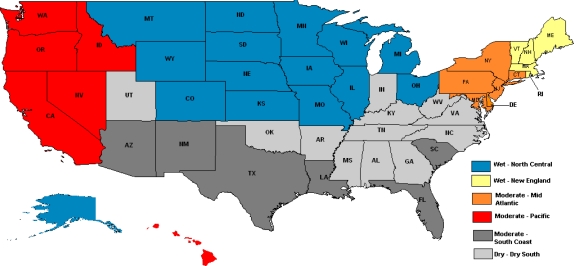 WA
MT
ND
MN
ME
VT
NH
OR
ID
SD
WI
MI
NY
MA
CT
RI
WY
IA
PA
NJ
NE
NV
UT
CO
IL
IN
OH
MD
DE
WV
VA
CA
KS
MO
KY
NC
TN
AZ
NM
OK
AR
SC
MS
AL
GA
TX
LA
FL
Wet - North Central
Wet - New England
Moderate - Mid
Atlantic
Moderate - Pacific
Moderate -
South Coast
Dry - Dry South